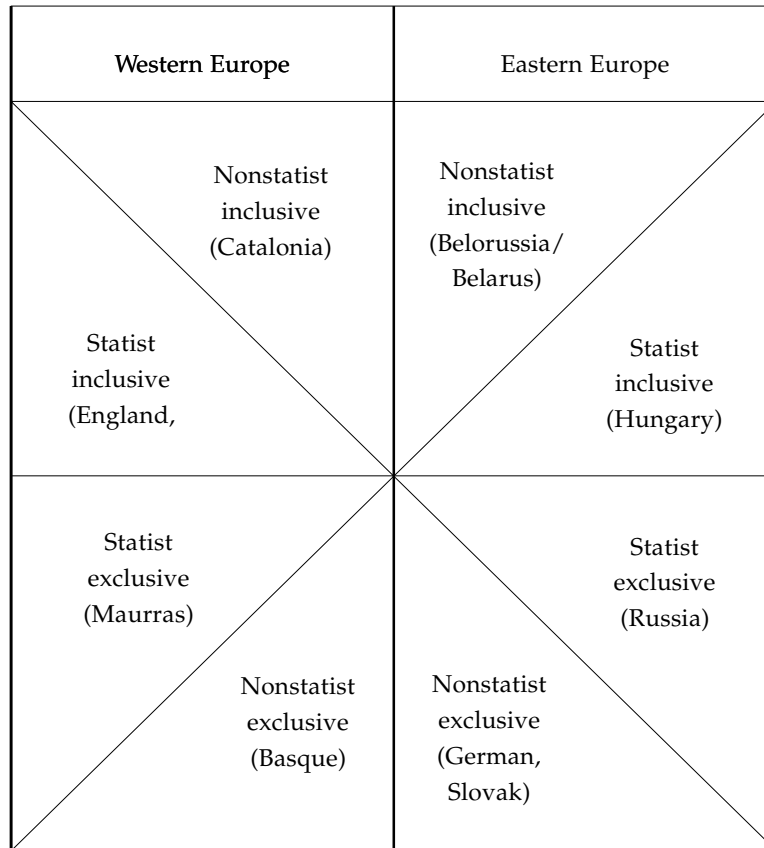 Western Europe
Eastern Europe
Nonstatist
inclusive
(Catalonia)
Nonstatist
inclusive
(Belorussia/
Belarus)
Statist
inclusive
(England,
Statist
inclusive
(Hungary)
Statist
exclusive
(Maurras)
Statist
exclusive
(Russia)
Nonstatist
exclusive
(Basque)
Nonstatist
exclusive
(German,
Slovak)